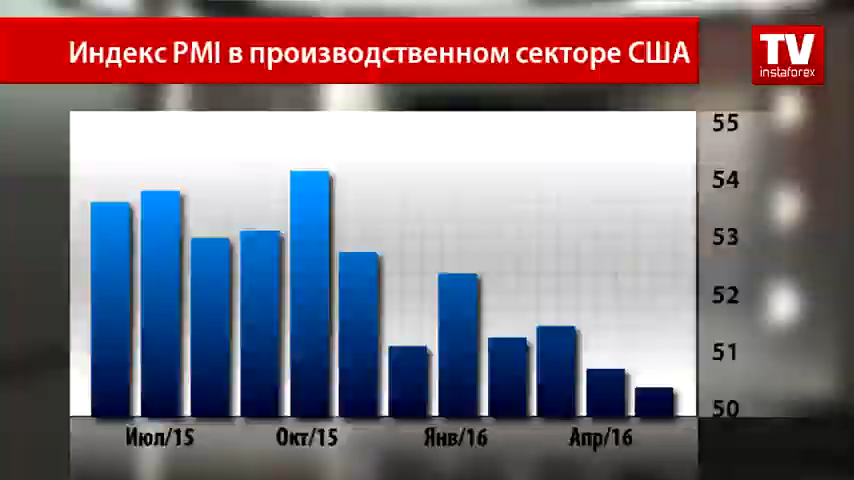 Индекс PMI в производственном секторе США
TV
instaforex
55
54
53
52
51
50
Июл/15
Окт/15
Янв/16
Апр/16